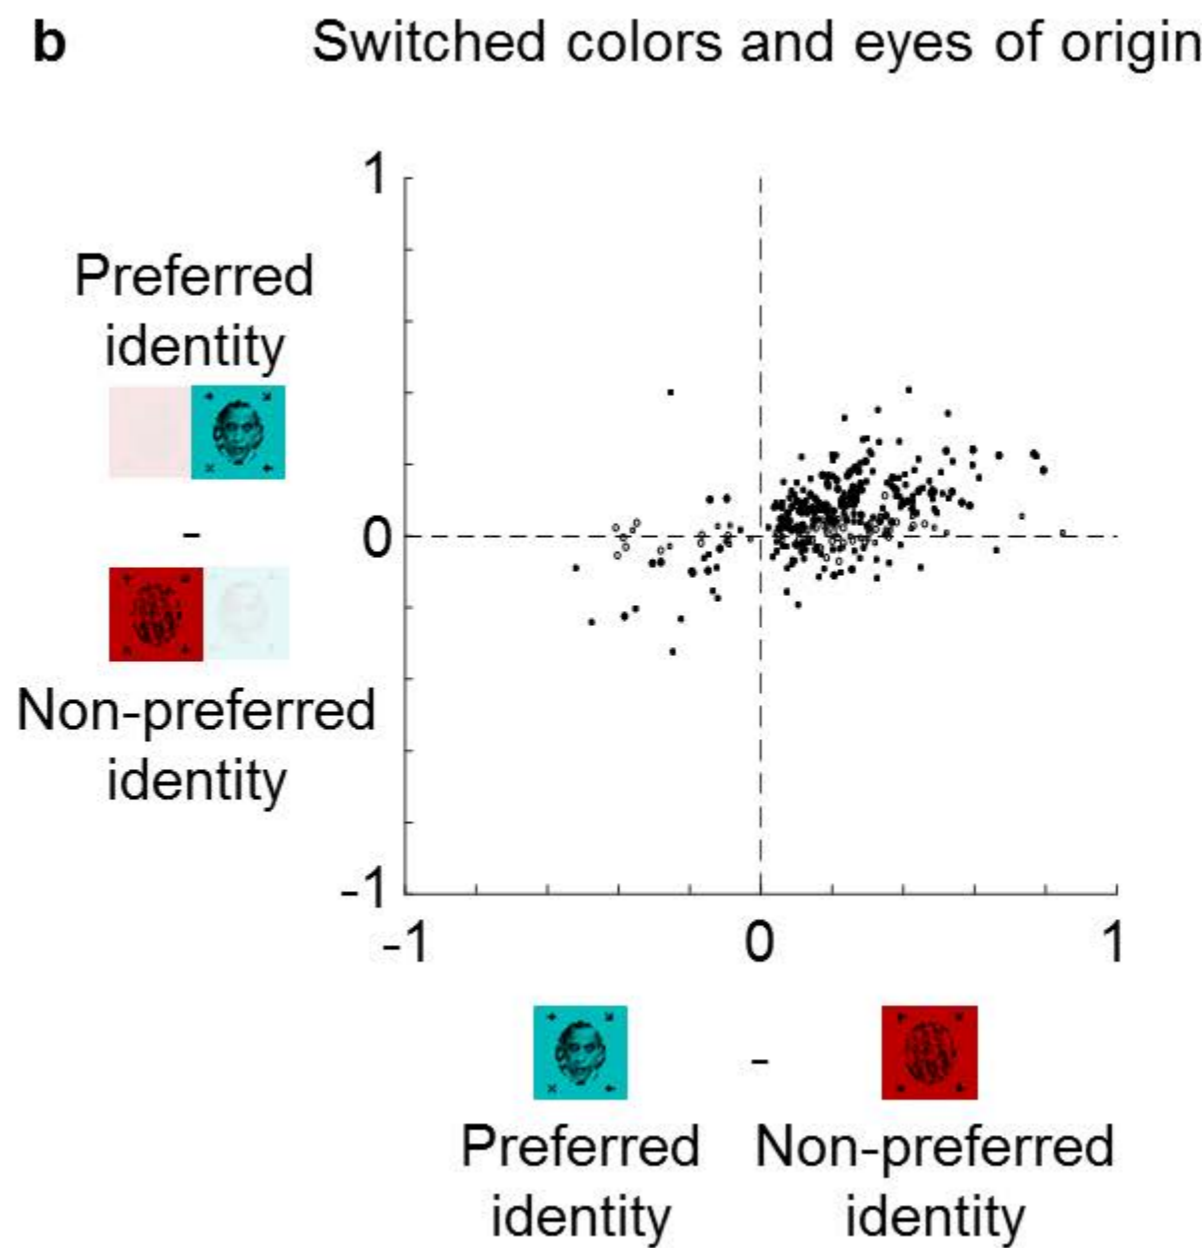 b
Switched colors and eyes of origin
1
Preferred
identity
-
0
Non-preferred
identity
-1
-1
0
1
-
Preferred
identity
Non-preferred
identity